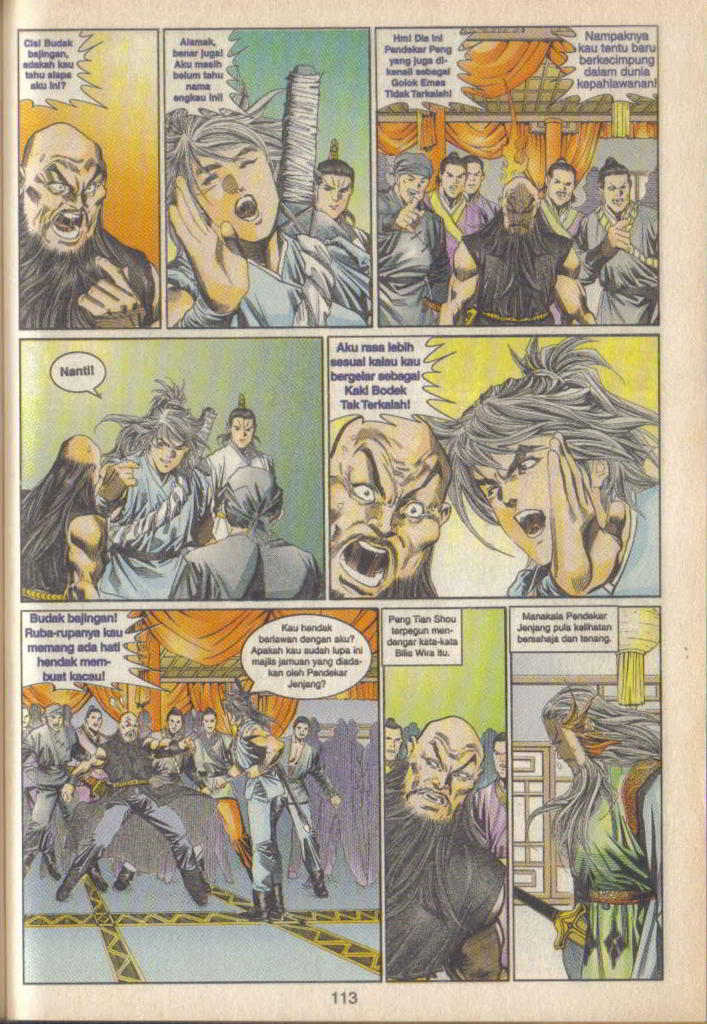 Cis! Budak
bajingan,
adakah kau
tahu siapa
aku ini?
Alamak,
benar juga!
Aku masih
belum tahu
nama
engkau ini!
Hm! Dia ini
Pendekar Peng
yang juga di-
kenali sebagai
Golok Emas
Tidak Terkalah!
Nampaknya
kau tentu baru
berkecimpung
dalam dunia
kepahlawanan!
Nanti!
Aku rasa lebih
sesuai kalau kau
bergelar sebagai
Kaki Bodek
Tak Terkalah!
Budak bajingan!
Ruba-rupanya kau
memang ada hati
hendak mem-
buat kacau!
Kau hendak
berlawan dengan aku?
Apakah kau sudah lupa ini
majlis jamuan yang diada-
kan oleh Pendekar
Jenjang?
Peng Tian Shou
terpegun men-
dengar kata-kata
Bilis Wira itu.
Manakala Pendekar
Jenjang pula kelihatan
bersahaja dan tenang.
113